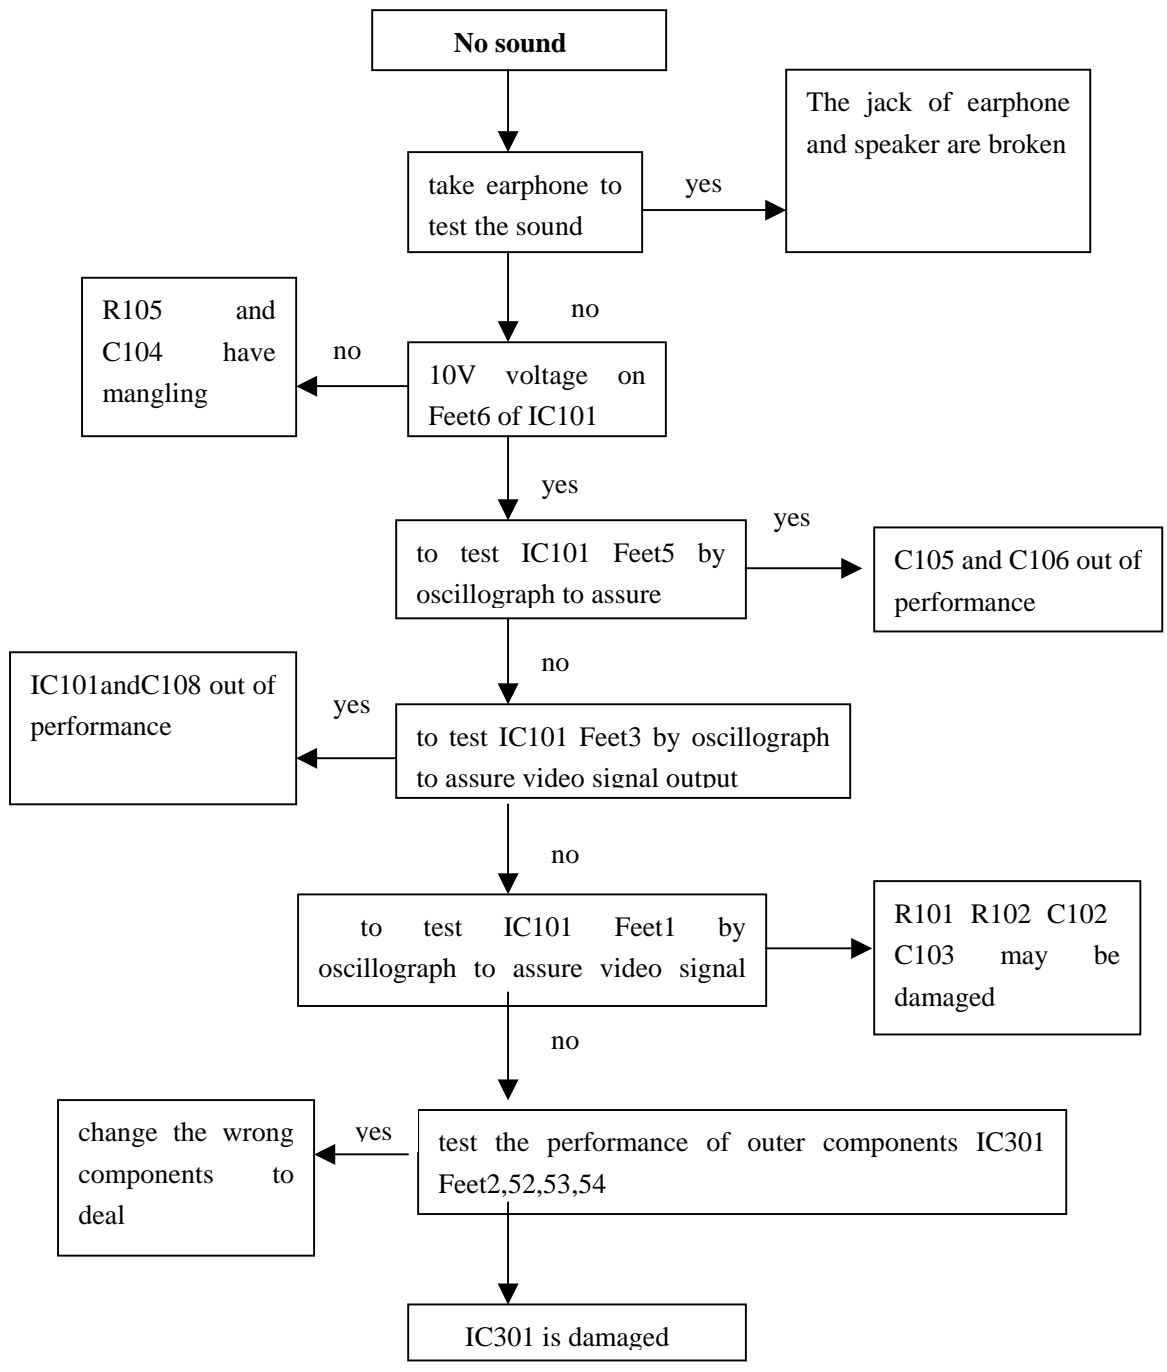 No sound
The jack of earphone
and speaker are broken
take earphone to
test the sound
yes
no
R105 and
C104 have
mangling
no
10V voltage on
Feet6 of IC101
yes
to test IC101 Feet5 by
oscillograph to assure
yes
C105 and C106 out of
performance
no
IC101andC108 out of
performance
yes
to test IC101 Feet3 by oscillograph
to assure video signal output
no
to test IC101 Feet1 by
oscillograph to assure video signal
R101 R102 C102
C103 may be
damaged
no
change the wrong
components to
deal
yes
test the performance of outer components IC301
Feet2,52,53,54
IC301 is damaged